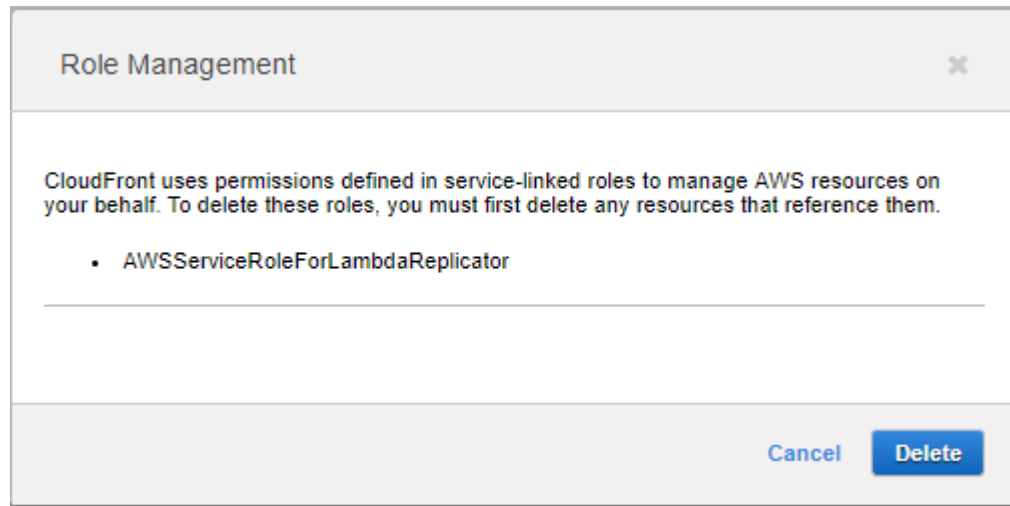 Role Management
CloudFront uses permissions defined in service-linked roles to manage AWS resources on
your behalf. To delete these roles, you must first delete any resources that reference them.
• AWSServiceRoleForLambdaReplicator
Cancel
Delete